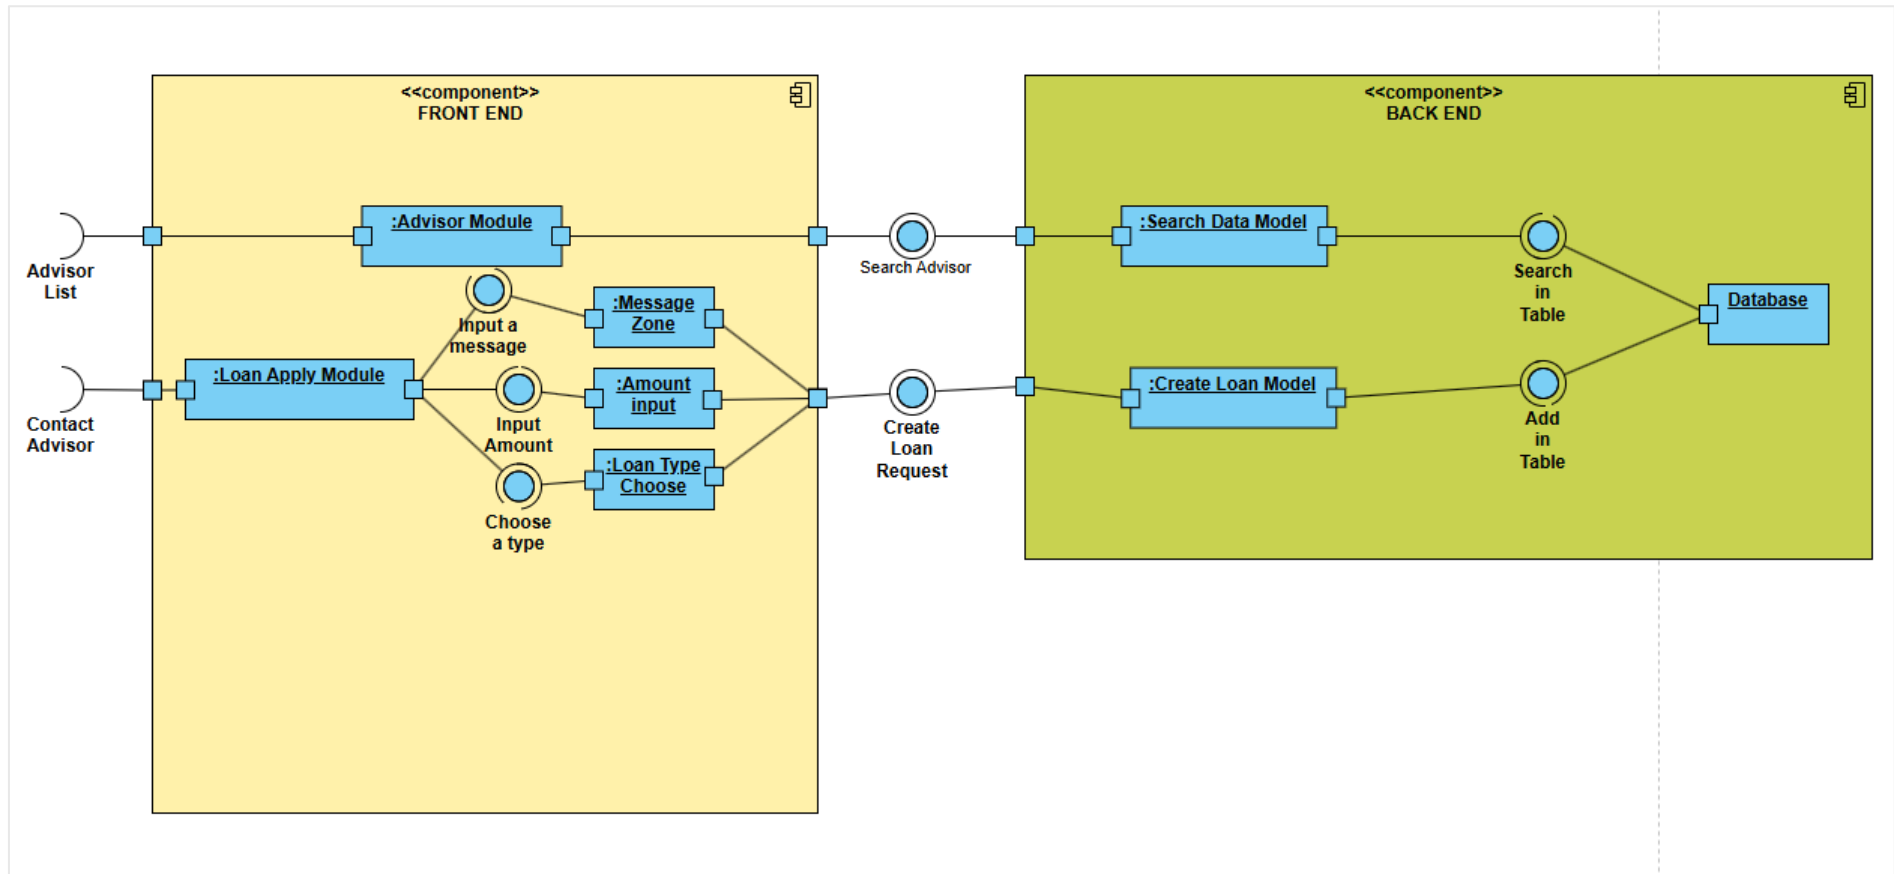 <<component>>
FRONT END
<<component>>
BACK END
:Advisor Module
:Search Data Model
Advisor
List
Search Advisor
Search
in
Table
:Message
Zone
Database
Input a
message
:Loan Apply Module
:Amount
input
:Create Loan Model
Contact
Advisor
Input
Amount
Create
Loan
Request
Add
in
Table
:Loan Type
Choose
Choose
a type